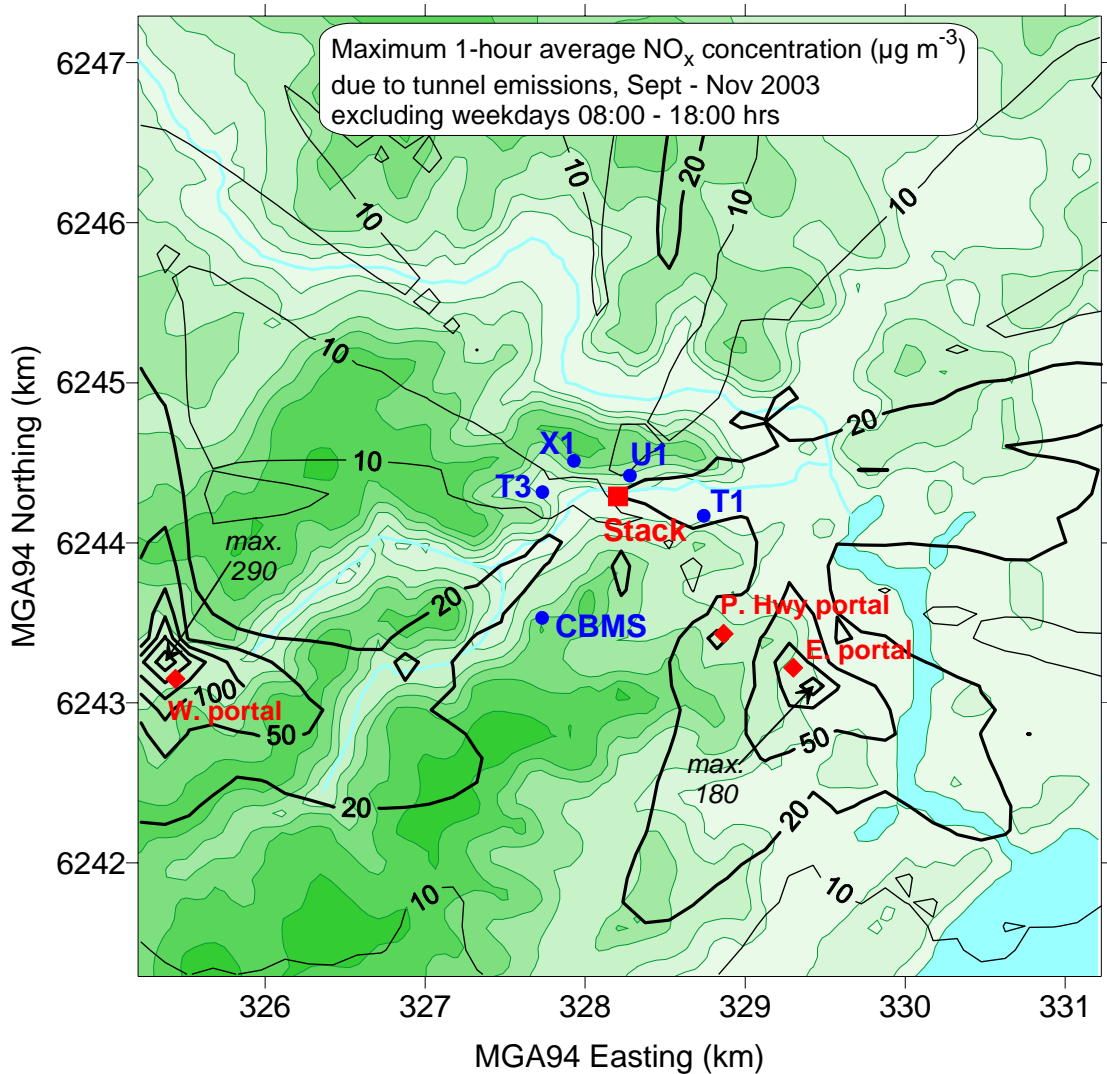 Maximum 1-hour average NOₓ concentration (µg m⁻³)
due to tunnel emissions, Sept - Nov 2003
excluding weekdays 08:00 - 18:00 hrs
6247
6246
6245
6244
6243
6242
MGA94 Northing (km)
10
20
10
10
10
10
20
10
X1
U1
T3
T1
Stack
max.
290
20
P. Hwy portal
CBMS
E. portal
100
W. portal
50
50
max.
180
20
20
10
10
326
327
328
329
330
331
MGA94 Easting (km)